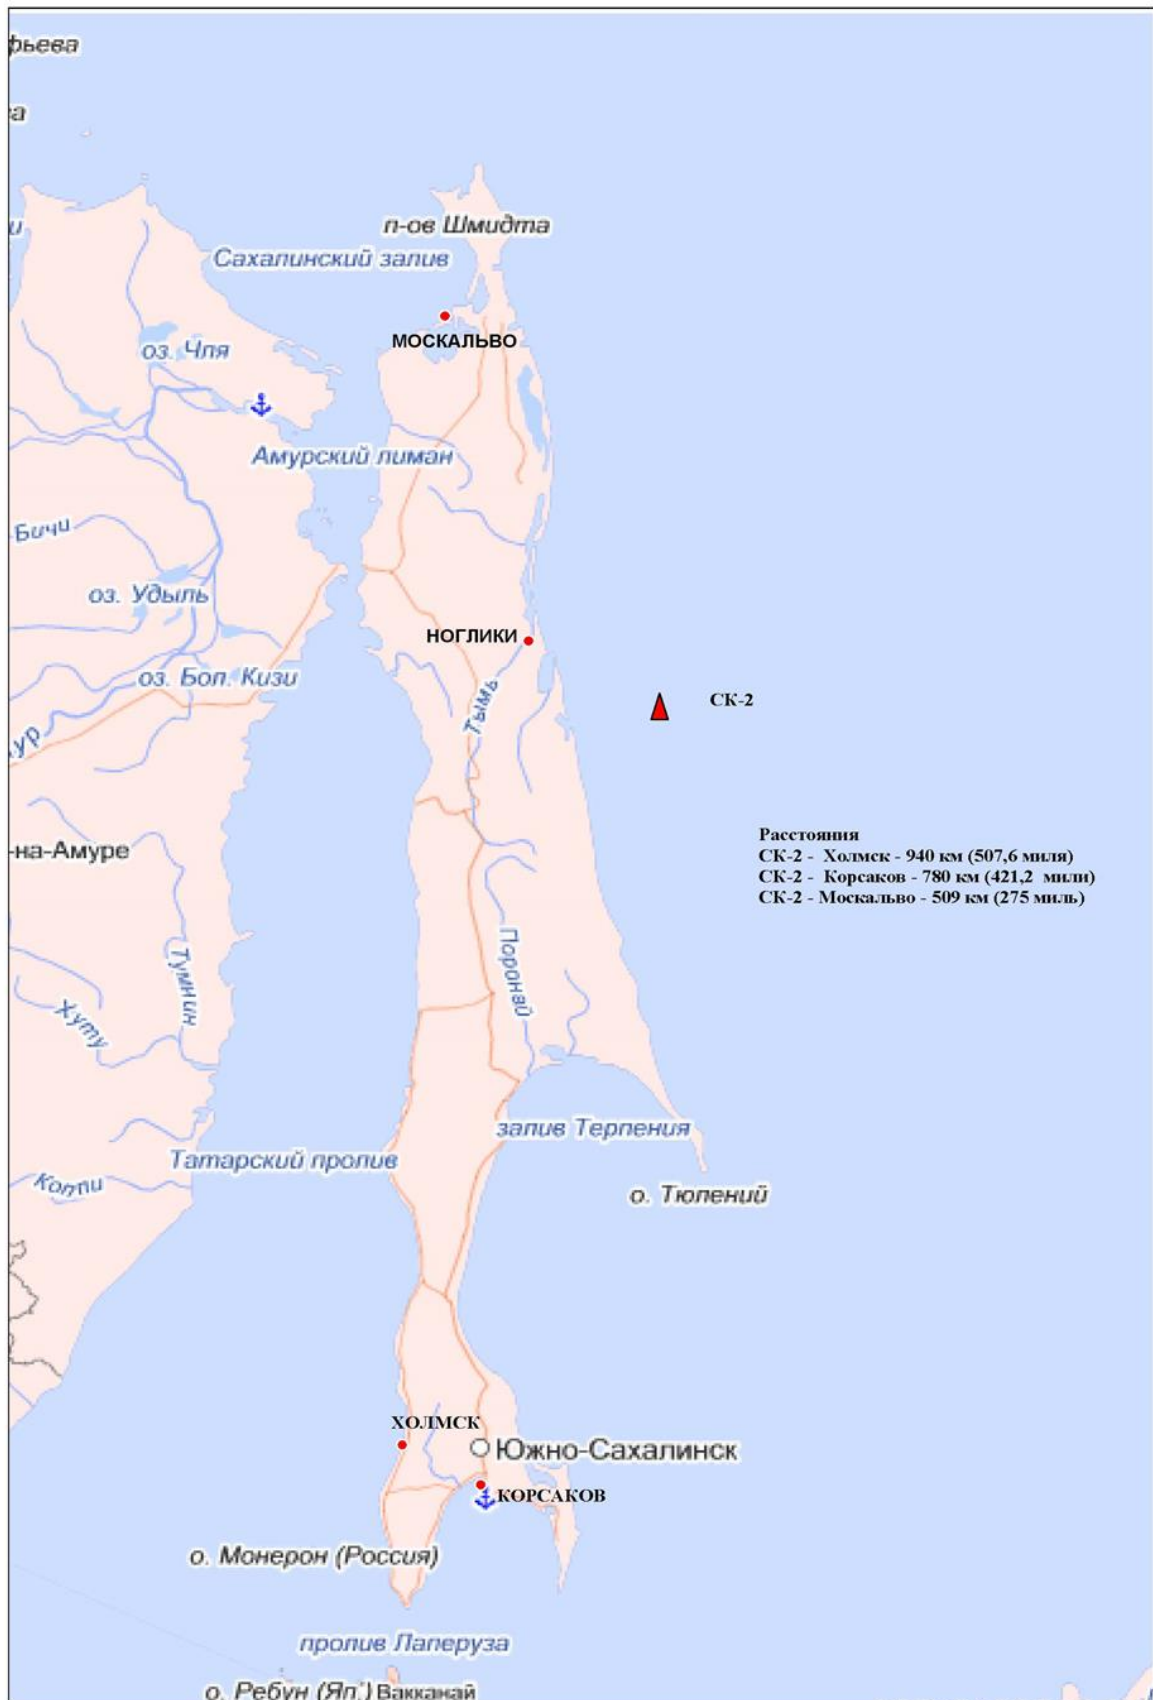 фьева
п-ов Шмидта
Сахалинский залив
МОСКАЛЬВО
оз. Чля
Амурский лиман
Бичи
оз. Удыль
НОГЛИКИ
оз. Бол. Кизи
Тымь
СК-2
ур
Расстояния
-на-Амуре
СК-2 - Холмск - 940 км (507,6 миля)
СК-2 - Корсаков - 780 км (421,2 мили)
СК-2 - Москальво - 509 км (275 миль)
Поронай
Тумнин
Хуту
залив Терпения
Татарский пролив
Коппи
о. Тюлений
ХОЛМСК
Южно-Сахалинск
КОРСАКОВ
о. Монерон (Россия)
пролив Лаперуза
о. Ребун (Яп.)
Вакканай